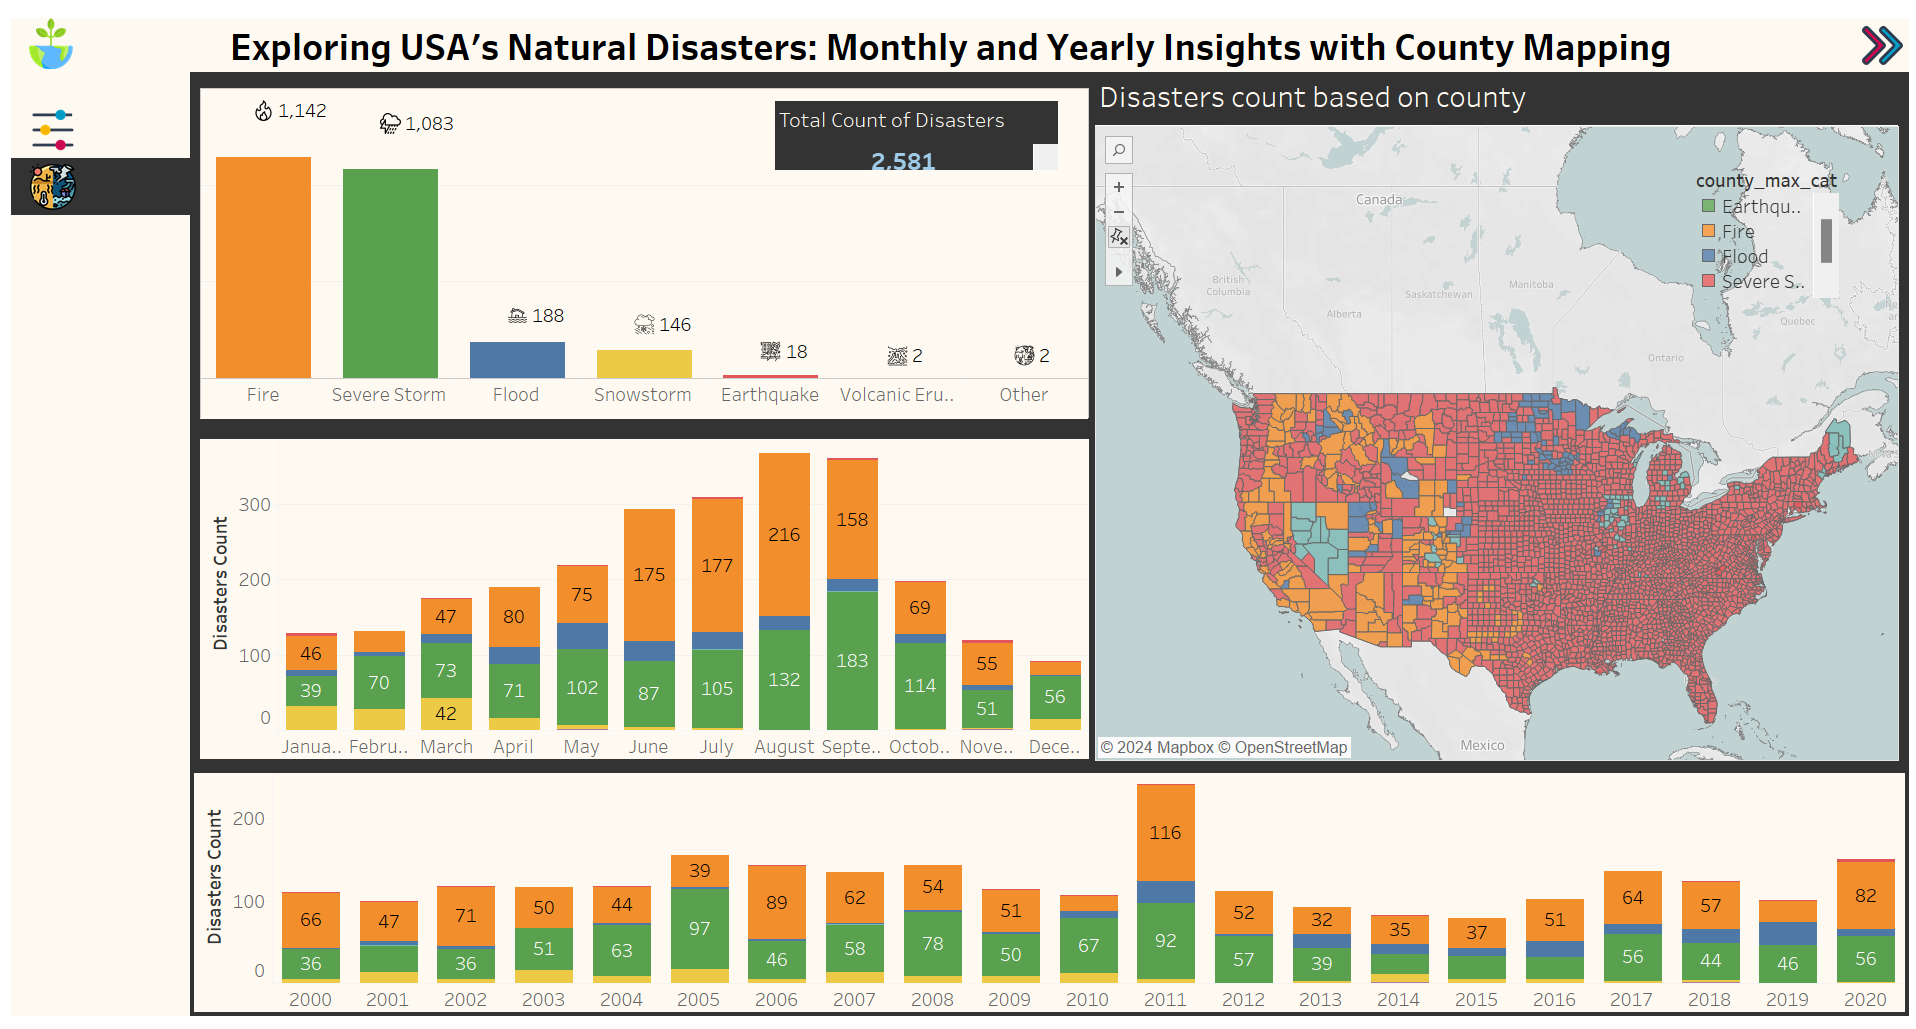 Exploring USA's Natural Disasters: Monthly and Yearly Insights with County Mapping
1,142
1,083
188
146
18
2
2
Total Count of Disasters
2,581
Fire
Severe Storm
Flood
Snowstorm
Earthquake
Volcanic Eru..
Other
Disasters count based on county
county_max_cat
Earthqu..
Fire
Flood
Severe S..
Canada
British
Columbia
Alberta
Saskatchewan
Manitoba
Ontario
Quebec
Mexico
© 2024 Mapbox © OpenStreetMap
Disasters Count
300
200
100
0
46
39
70
47
73
42
80
71
75
102
175
87
177
105
216
132
158
183
69
114
55
51
56
Janua..
Febru..
March
April
May
June
July
August
Septe..
Octob..
Nove..
Dece..
Disasters Count
200
100
0
66
36
47
71
36
50
51
44
63
39
97
89
46
62
58
54
78
51
50
67
116
92
52
57
32
39
35
37
51
64
56
57
44
46
82
56
2000
2001
2002
2003
2004
2005
2006
2007
2008
2009
2010
2011
2012
2013
2014
2015
2016
2017
2018
2019
2020